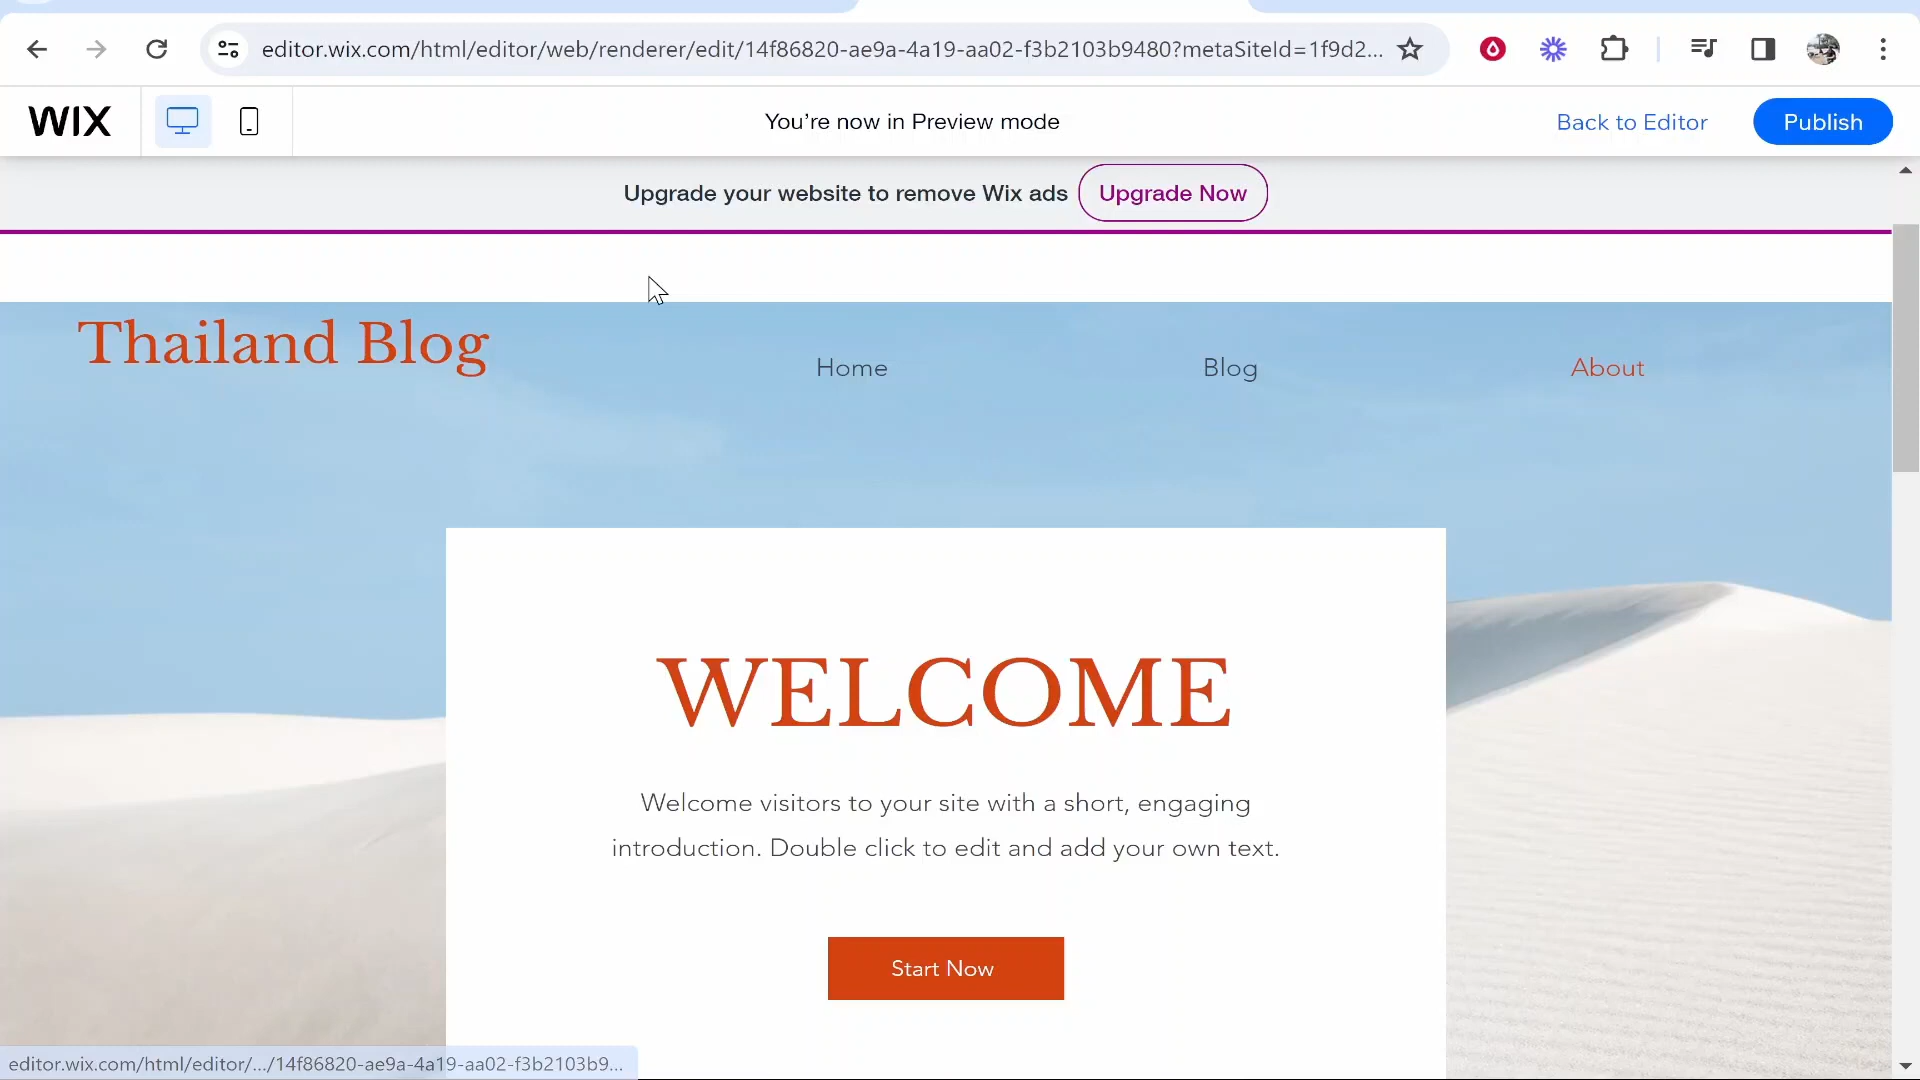 editor.wix.com/html/editor/web/renderer/edit/14f86820-ae9a-4a19-aa02-f3b2103b9480?metaSiteId=1f9d2...
WIX
You're now in Preview mode
Back to Editor
Publish
Upgrade your website to remove Wix ads
Upgrade Now
Thailand Blog
Home
Blog
About
WELCOME
Welcome visitors to your site with a short, engaging
introduction. Double click to edit and add your own text.
Start Now
editor.wix.com/html/editor/.../14f86820-ae9a-4a19-aa02-f3b2103b9...